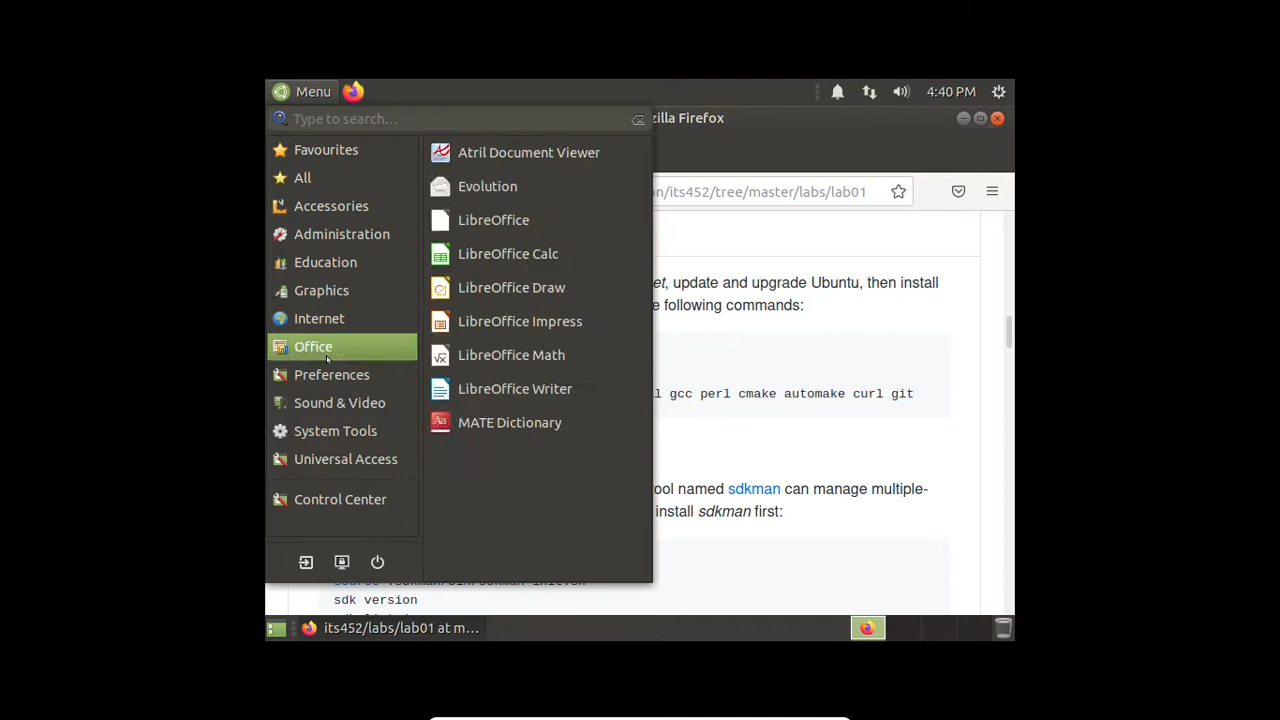 Menu
4:40 PM
Type to search...
zilla Firefox
Favourites
All
Accessories
Administration
Education
Graphics
Internet
Office
Preferences
Sound & Video
System Tools
Universal Access
Control Center
Atril Document Viewer
Evolution
LibreOffice
LibreOffice Calc
LibreOffice Draw
LibreOffice Impress
LibreOffice Math
LibreOffice Writer
MATE Dictionary
on/its452/tree/master/labs/lab01
et, update and upgrade Ubuntu, then install
e following commands:
l gcc perl cmake automake curl git
ool named sdkman can manage multiple-
install sdkman first:
sdk version
its452/labs/lab01 at m...